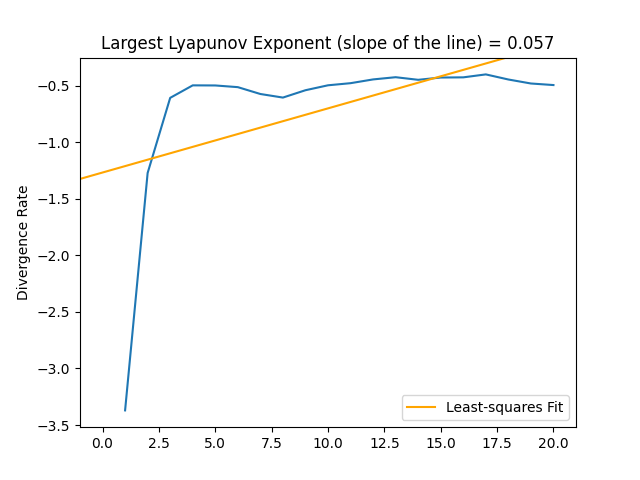 Largest Lyapunov Exponent (slope of the line) = 0.057
Divergence Rate
−0.5
−1.0
−1.5
−2.0
−2.5
−3.0
−3.5
0.0 2.5 5.0 7.5 10.0 12.5 15.0 17.5 20.0
Least-squares Fit